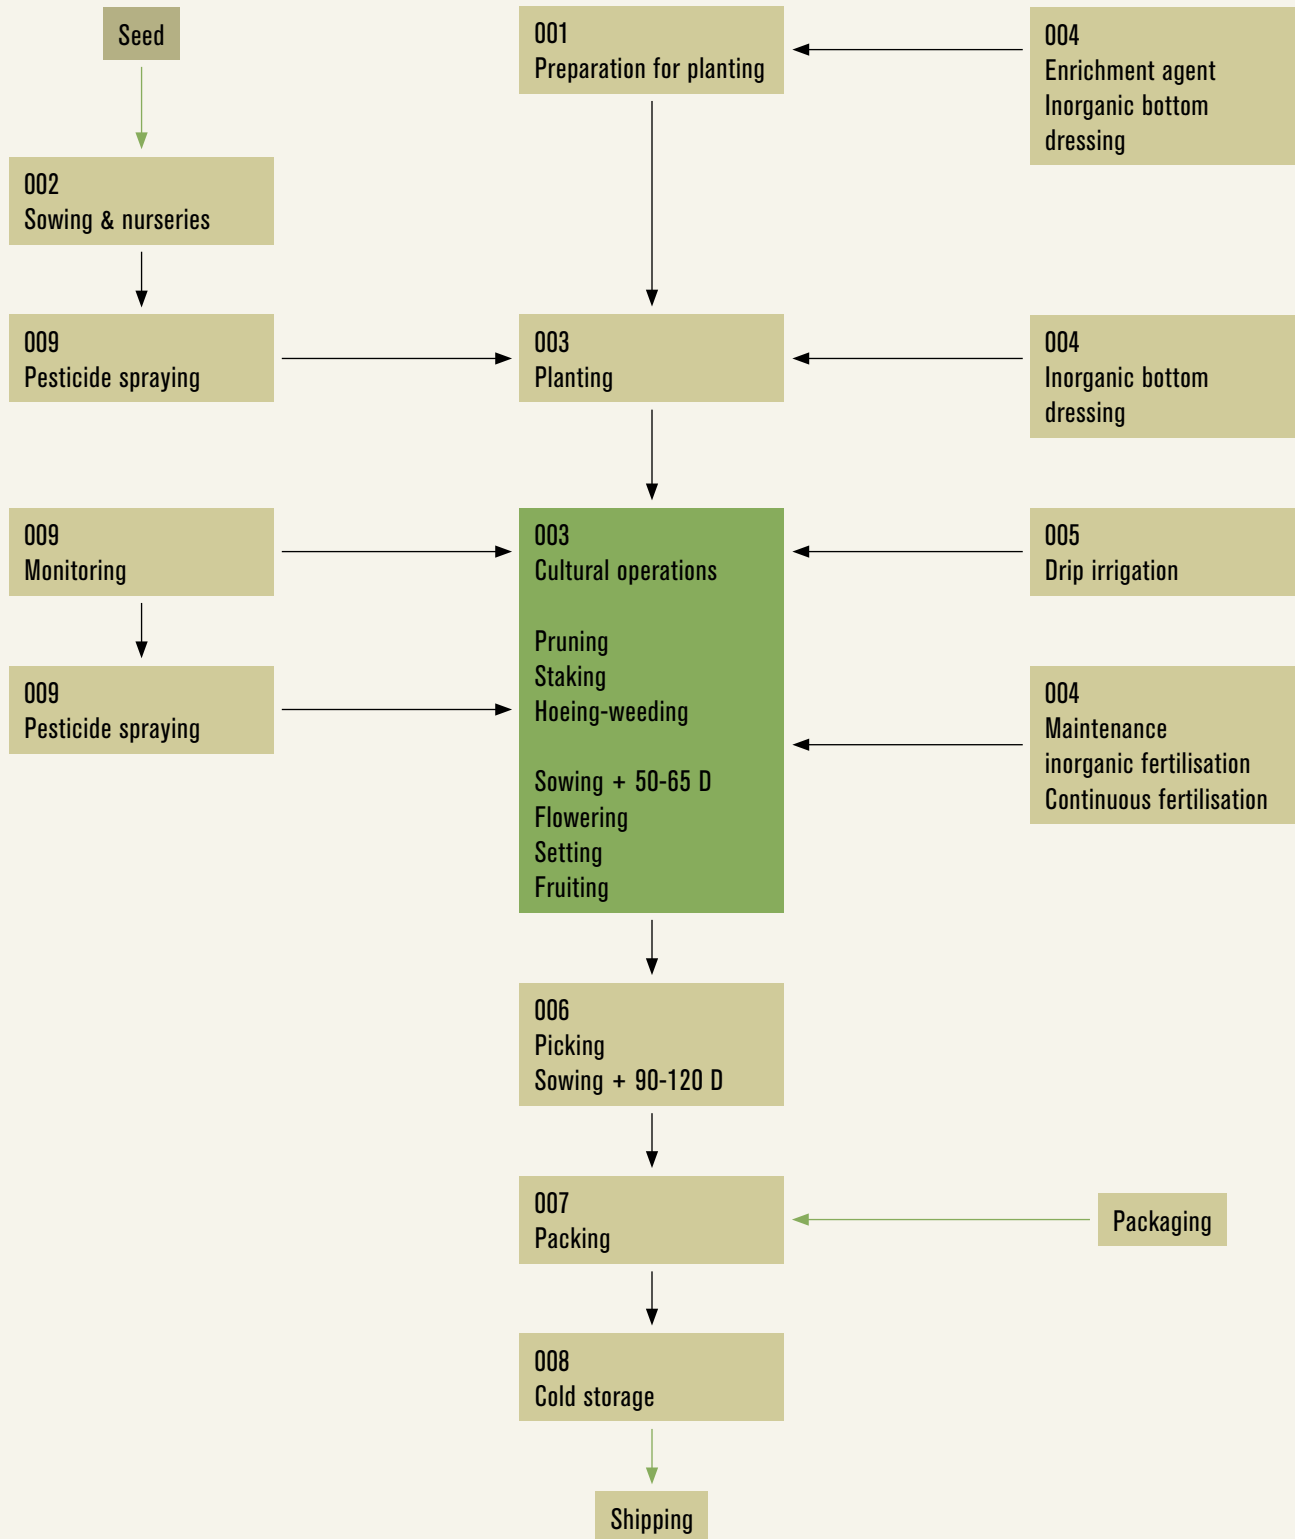 Seed
001
Preparation for planting
004
Enrichment agent
Inorganic bottom
dressing
002
Sowing & nurseries
009
Pesticide spraying
003
Planting
004
Inorganic bottom
dressing
009
Monitoring
003
Cultural operations
Pruning
Staking
Hoeing-weeding
Sowing + 50-65 D
Flowering
Setting
Fruiting
005
Drip irrigation
009
Pesticide spraying
004
Maintenance
inorganic fertilisation
Continuous fertilisation
006
Picking
Sowing + 90-120 D
007
Packing
Packaging
008
Cold storage
Shipping